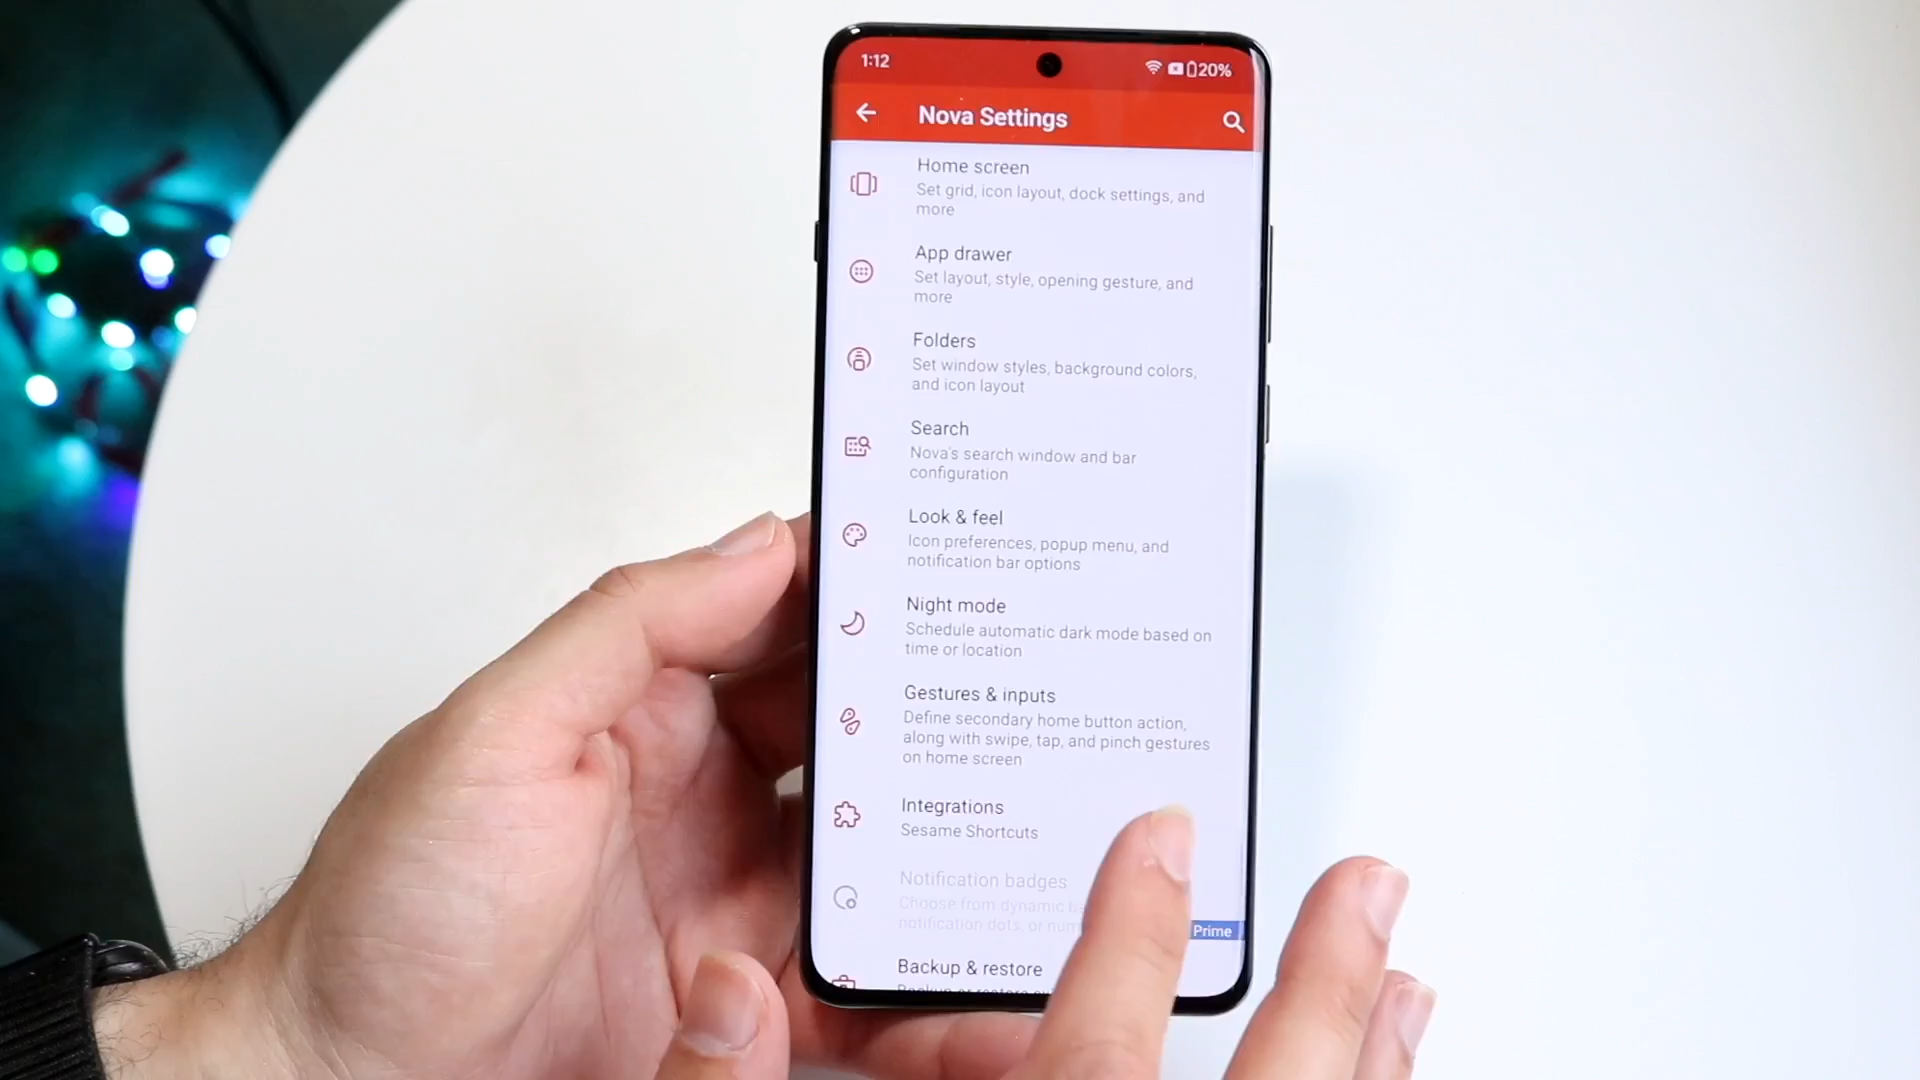 1:12
20%
Nova Settings
Home screen
Set grid, icon layout, dock settings, and
more
App drawer
Set layout, style, opening gesture, and
more
Folders
Set window styles, background colors,
and icon layout
Search
Nova's search window and bar
configuration
Look & feel
Icon preferences, popup menu, and
notification bar options
Night mode
Schedule automatic dark mode based on
time or location
Gestures & inputs
Define secondary home button action,
along with swipe, tap, and pinch gestures
on home screen
Integrations
Sesame Shortcuts
Notification badges
Choose from dynamic
notification dots, or
Prime
Backup & restore
Backup or restore